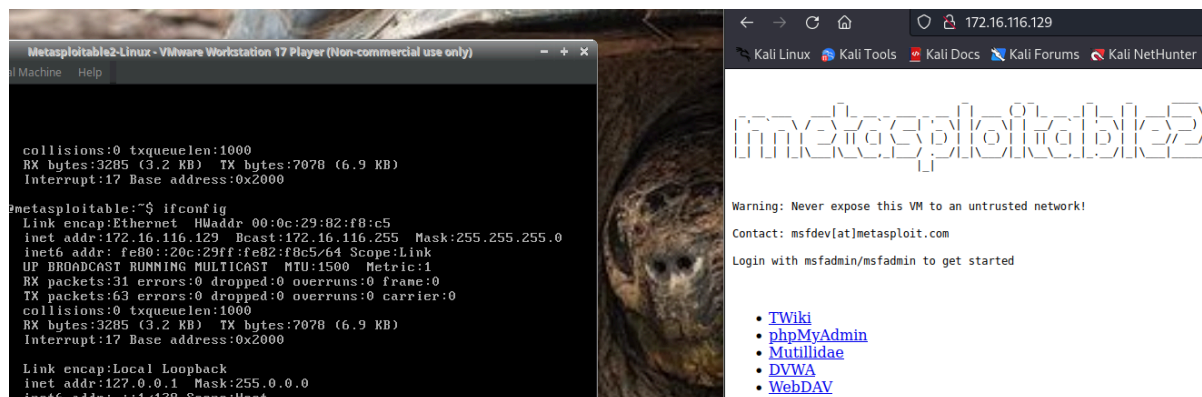 Metasploitable2-Linux - VMware Workstation 17 Player (Non-commercial use only) - + ×
al Machine Help
collisions:0 txqueuelen:1000
RX bytes:3285 (3.2 KB) TX bytes:7078 (6.9 KB)
Interrupt:17 Base address:0x2000
@metasploitable:~$ ifconfig
Link encap:Ethernet HWaddr 00:0c:29:82:f8:c5
inet addr:172.16.116.129 Bcast:172.16.116.255 Mask:255.255.255.0
inet6 addr: fe80::20c:29ff:fe82:f8c5/64 Scope:Link
UP BROADCAST RUNNING MULTICAST MTU:1500 Metric:1
RX packets:31 errors:0 dropped:0 overruns:0 frame:0
TX packets:63 errors:0 dropped:0 overruns:0 carrier:0
collisions:0 txqueuelen:1000
RX bytes:3285 (3.2 KB) TX bytes:7078 (6.9 KB)
Interrupt:17 Base address:0x2000
Link encap:Local Loopback
inet addr:127.0.0.1 Mask:255.0.0.0
inet6 addr: ::1/128 Scope:Host
172.16.116.129
Kali Linux Kali Tools Kali Docs Kali Forums Kali NetHunter
metasploitable2
Warning: Never expose this VM to an untrusted network!
Contact: msfdev[at]metasploit.com
Login with msfadmin/msfadmin to get started
• TWiki
• phpMyAdmin
• Mutillidae
• DVWA
• WebDAV